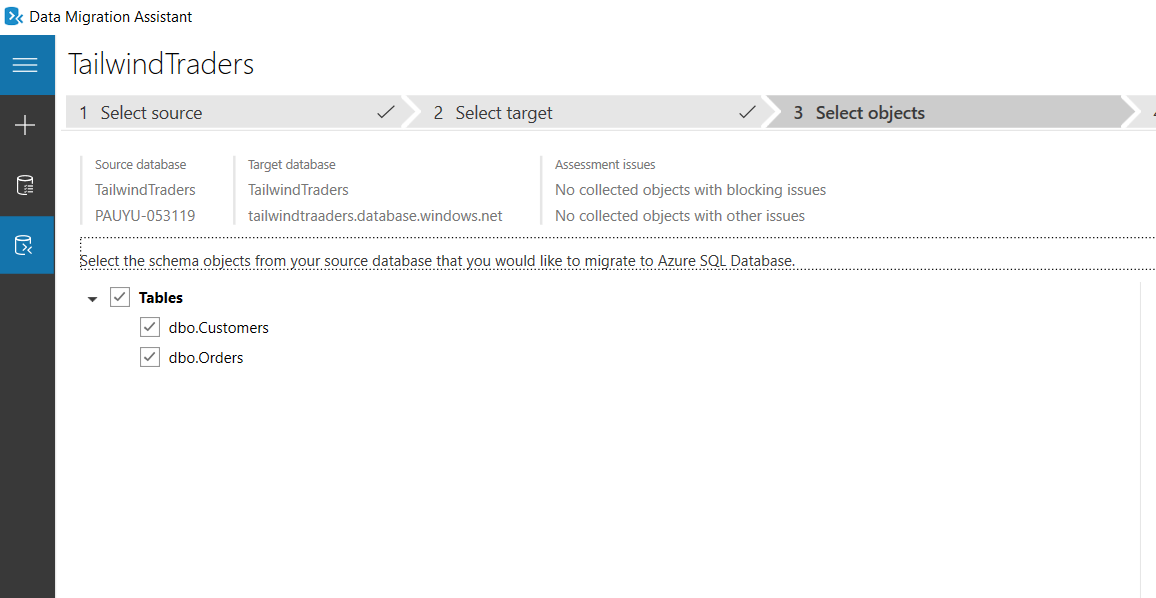 Data Migration Assistant
TailwindTraders
1 Select source
2 Select target
3 Select objects
Source database
TailwindTraders
PAUYU-053119
Target database
TailwindTraders
tailwindtraaders.database.windows.net
Assessment issues
No collected objects with blocking issues
No collected objects with other issues
Select the schema objects from your source database that you would like to migrate to Azure SQL Database.
Tables
dbo.Customers
dbo.Orders